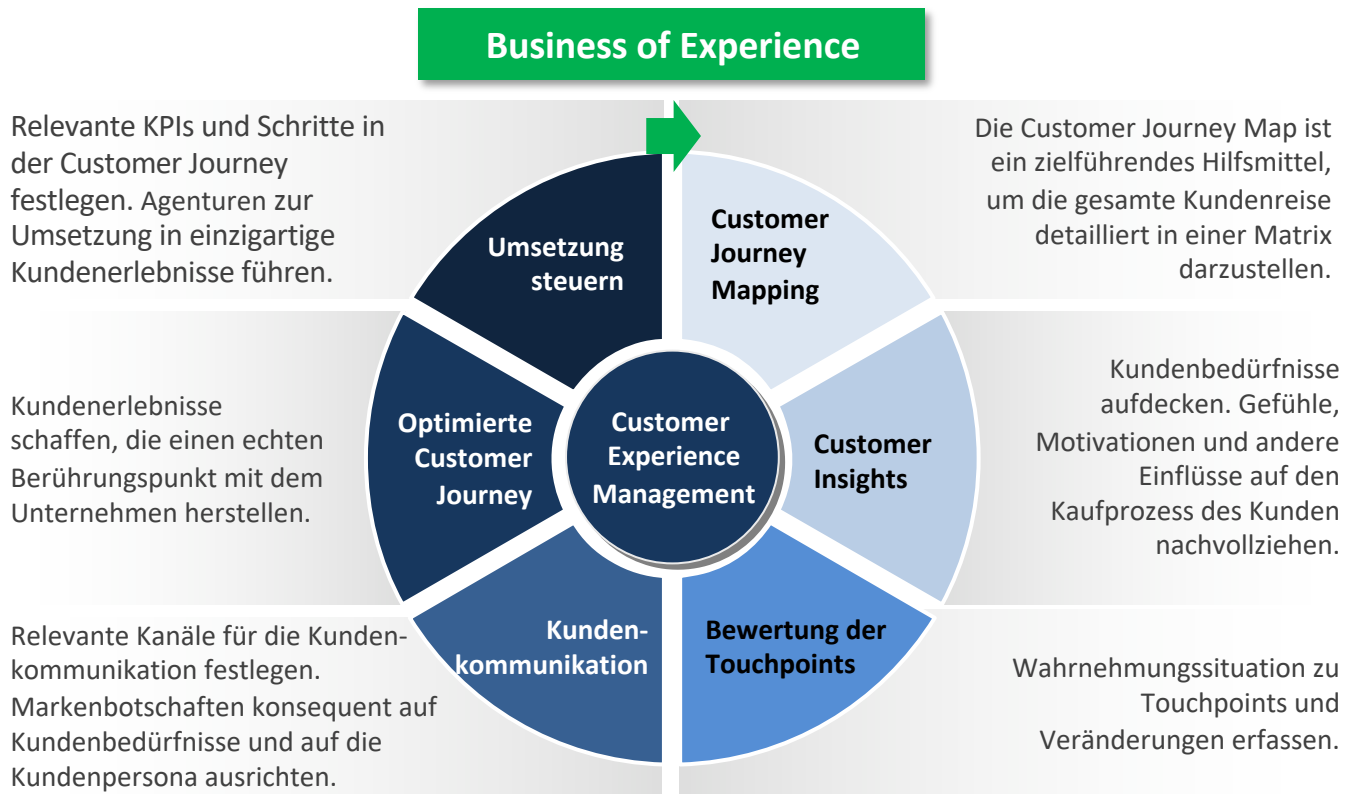 Business of Experience
Relevante KPIs und Schritte in
der Customer Journey
festlegen. Agenturen zur
Umsetzung in einzigartige
Kundenerlebnisse führen.
Die Customer Journey Map ist
ein zielführendes Hilfsmittel,
um die gesamte Kundenreise
detailliert in einer Matrix
darzustellen.
Umsetzung
steuern
Customer
Journey
Mapping
Kundenerlebnisse
schaffen, die einen echten
Berührungspunkt mit dem
Unternehmen herstellen.
Optimierte
Customer
Journey
Customer
Experience
Management
Customer
Insights
Kundenbedürfnisse
aufdecken. Gefühle,
Motivationen und andere
Einflüsse auf den
Kaufprozess des Kunden
nachvollziehen.
Relevante Kanäle für die Kunden-
kommunikation festlegen.
Markenbotschaften konsequent auf
Kundenbedürfnisse und auf die
Kundenpersona ausrichten.
Kunden-
kommunikation
Bewertung der
Touchpoints
Wahrnehmungssituation zu
Touchpoints und
Veränderungen erfassen.